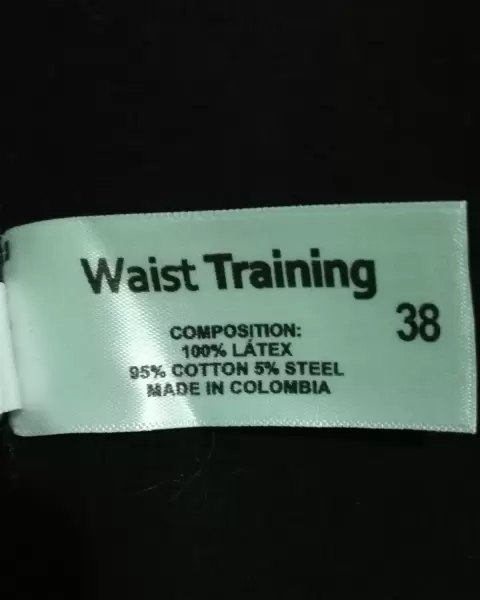 Waist Training
38
COMPOSITION:
100% LÁTEX
95% COTTON 5% STEEL
MADE IN COLOMBIA